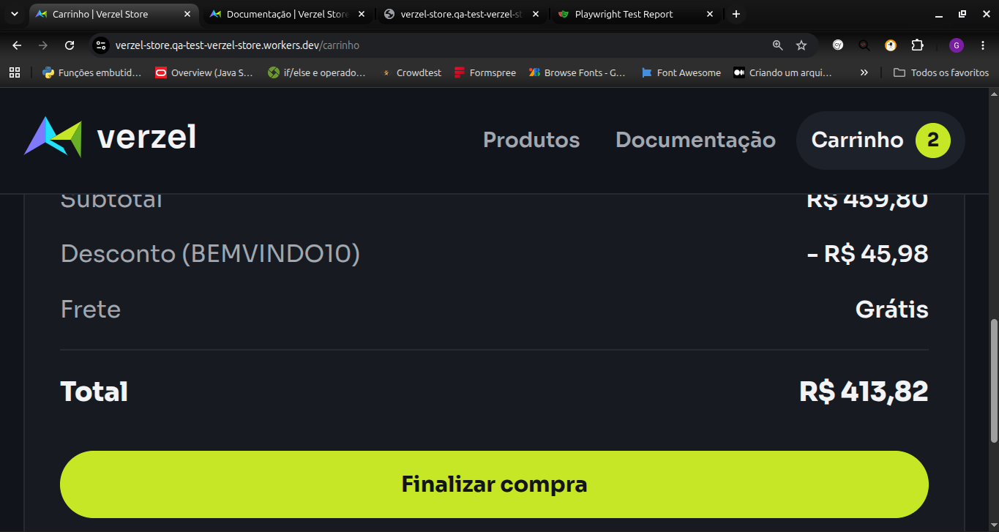 Carrinho | Verzel Store
Documentação | Verzel Store
verzel-store.qa-test-verzel-st
Playwright Test Report
verzel-store.qa-test-verzel-store.workers.dev/carrinho
cy
G
Funções embutid...
Overview (Java S...
if/else e operado...
Crowdtest
Formspree
Browse Fonts - G...
Font Awesome
Criando um arqui...
Todos os favoritos
verzel
Produtos
Documentação
Carrinho 2
Subtotal R$ 459,80
Desconto (BEMVINDO10) - R$ 45,98
Frete Grátis
Total R$ 413,82
Finalizar compra